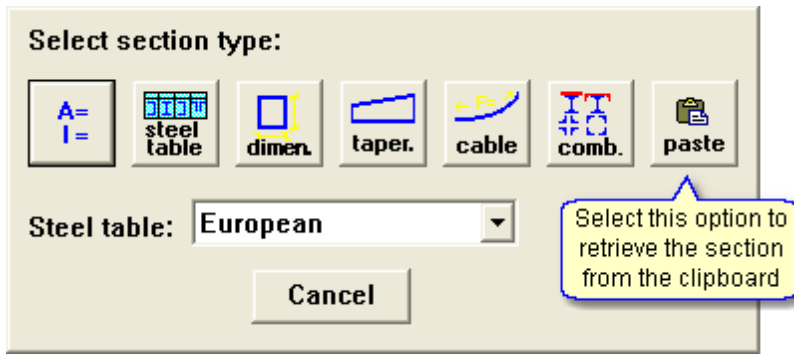 Select section type:
A=
I =
steel
table
dimen.
taper.
F=
cable
comb.
paste
Steel table: European
Select this option to
retrieve the section
from the clipboard
Cancel